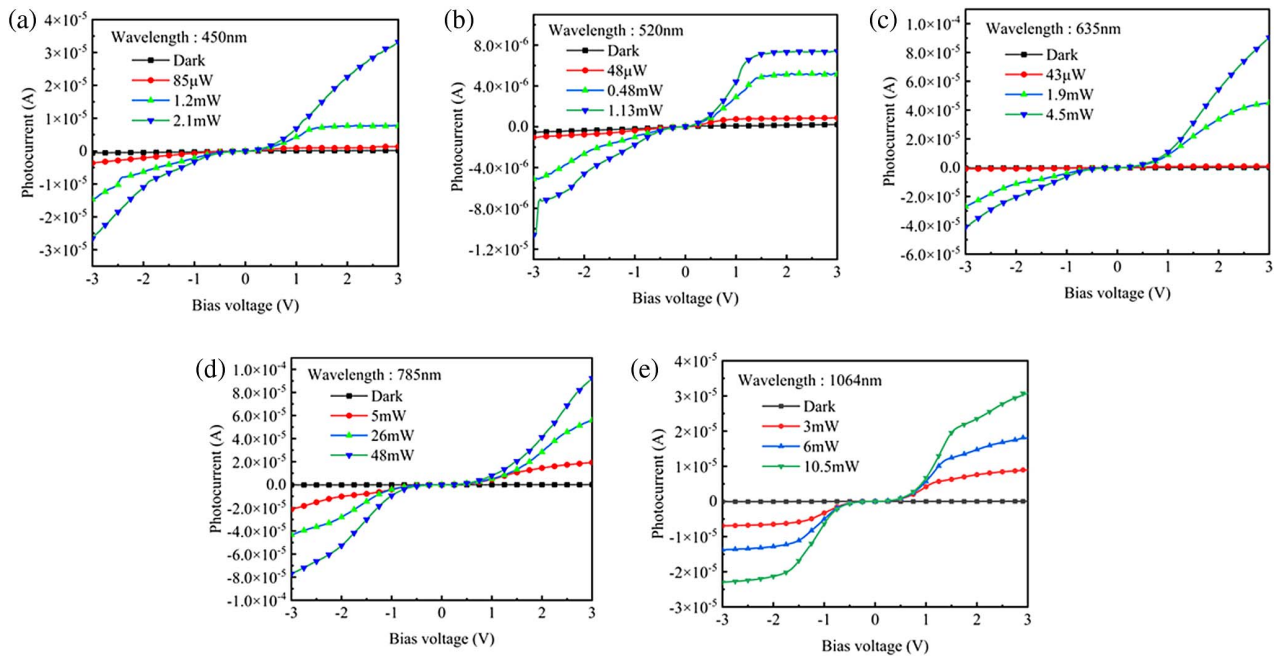 (a)
Wavelength : 450nm
Dark
85μW
1.2mW
2.1mW
4×10⁻⁵
3×10⁻⁵
2×10⁻⁵
1×10⁻⁵
0
-1×10⁻⁵
-2×10⁻⁵
-3×10⁻⁵
Photocurrent (A)
-3 -2 -1 0 1 2 3
Bias voltage (V)
(b)
Wavelength : 520nm
Dark
48μW
0.48mW
1.13mW
8.0×10⁻⁶
4.0×10⁻⁶
0.0
-4.0×10⁻⁶
-8.0×10⁻⁶
-1.2×10⁻⁵
Photocurrent (A)
-3 -2 -1 0 1 2 3
Bias voltage (V)
(c)
Wavelength : 635nm
Dark
43μW
1.9mW
4.5mW
1.0×10⁻⁴
8.0×10⁻⁵
6.0×10⁻⁵
4.0×10⁻⁵
2.0×10⁻⁵
0.0
-2.0×10⁻⁵
-4.0×10⁻⁵
-6.0×10⁻⁵
Photocurrent (A)
-3 -2 -1 0 1 2 3
Bias voltage (V)
(d)
Wavelength : 785nm
Dark
5mW
26mW
48mW
1.0×10⁻⁴
8.0×10⁻⁵
6.0×10⁻⁵
4.0×10⁻⁵
2.0×10⁻⁵
0.0
-2.0×10⁻⁵
-4.0×10⁻⁵
-6.0×10⁻⁵
-8.0×10⁻⁵
-1.0×10⁻⁴
Photocurrent (A)
-3 -2 -1 0 1 2 3
Bias voltage (V)
(e)
Wavelength : 1064nm
Dark
3mW
6mW
10.5mW
4×10⁻⁵
3×10⁻⁵
2×10⁻⁵
1×10⁻⁵
0
-1×10⁻⁵
-2×10⁻⁵
-3×10⁻⁵
Photocurrent (A)
-3 -2 -1 0 1 2 3
Bias voltage (V)